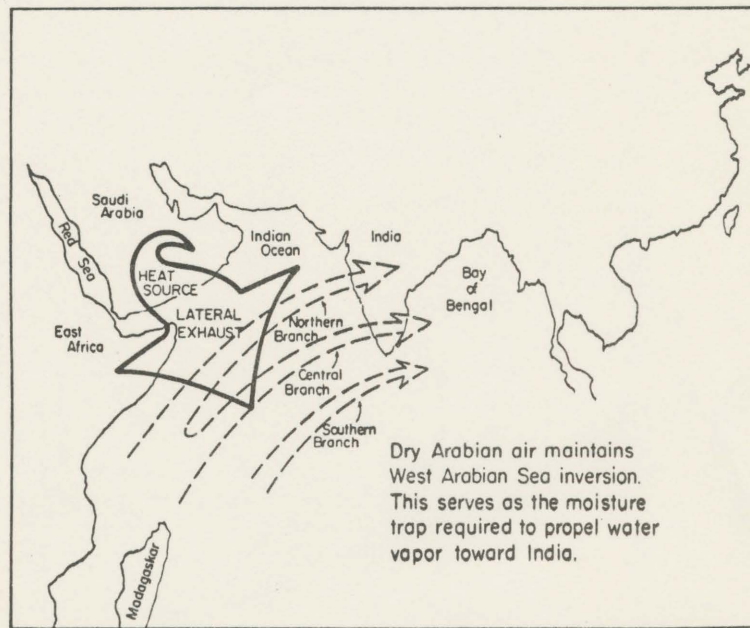 Saudi
Arabia
Red Sea
Indian
Ocean
India
Bay
of
Bengal
HEAT
SOURCE
LATERAL
EXHAUST
East
Africa
Northern
Branch
Central
Branch
Southern
Branch
Dry Arabian air maintains
West Arabian Sea inversion.
This serves as the moisture
trap required to propel water
vapor toward India.
Madagaskar